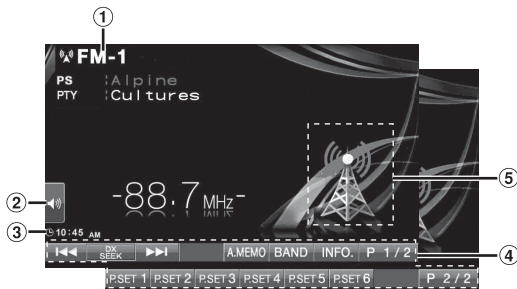 ①
FM-1
PS Alpine
PTY Cultures
⑤
-88.7 MHz-
②
③ 10:45 AM
DX SEEK A.MEMO BAND INFO. P 1/2 ④
P.SET 1 P.SET 2 P.SET 3 P.SET 4 P.SET 5 P.SET 6 P 2/2